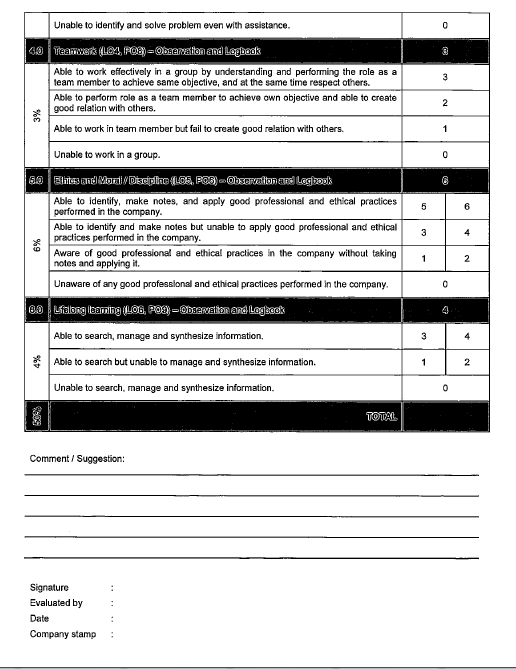 Unable to identify and solve problem even with assistance. 0
4.0 Teamwork (LO4, PO6) – Observation and Logbook 3
3%
Able to work effectively in a group by understanding and performing the role as a 3
team member to achieve same objective, and at the same time respect others.
Able to perform role as a team member to achieve own objective and able to create 2
good relation with others.
Able to work in team member but fail to create good relation with others. 1
Unable to work in a group. 0
5.0 Ethics and Moral / Discipline (LO5, PO8) – Observation and Logbook 6
6%
Able to identify, make notes, and apply good professional and ethical practices 5 6
performed in the company.
Able to identify and make notes but unable to apply good professional and ethical 3 4
practices performed in the company.
Aware of good professional and ethical practices in the company without taking 1 2
notes and applying it.
Unaware of any good professional and ethical practices performed in the company. 0
6.0 Lifelong learning (LO6, PO9) – Observation and Logbook 4
4%
Able to search, manage and synthesize information. 3 4
Able to search but unable to manage and synthesize information. 1 2
Unable to search, manage and synthesize information. 0
50% TOTAL
Comment / Suggestion:
Signature :
Evaluated by :
Date :
Company stamp :